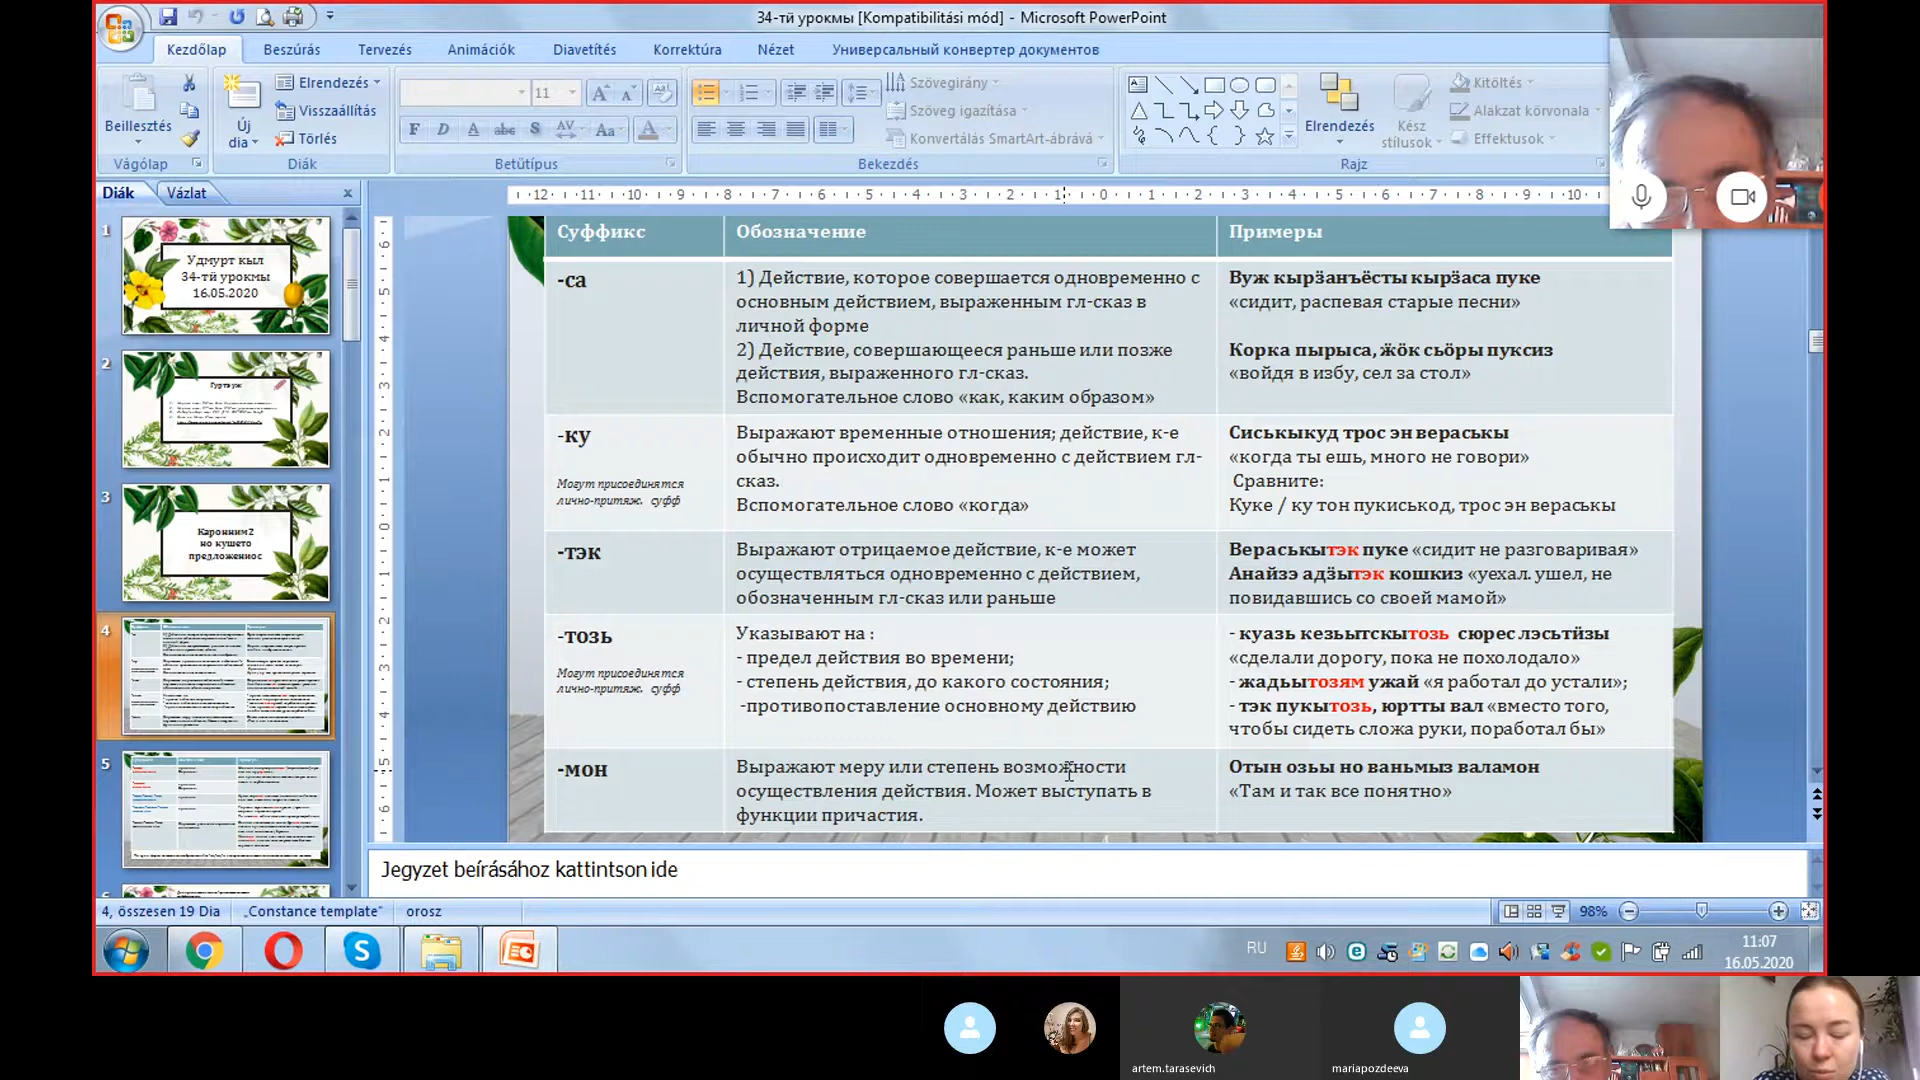 34-тӥ урокмы [Kompatibilitási mód] - Microsoft PowerPoint
Kezdőlap
Beszúrás
Tervezés
Animációk
Diavetítés
Korrektúra
Nézet
Универсальный конвертер документов
Beillesztés
Vágólap
Új dia
Elrendezés
Visszaállítás
Törlés
Diák
11
Betűtípus
Szövegirány
Szöveg igazítása
Konvertálás SmartArt-ábrává
Bekezdés
Elrendezés
Kész stílusok
Kitöltés
Alakzat körvonala
Effektusok
Rajz
Diák
Vázlat
1
Удмурт кыл
34-тӥ урокмы
16.05.2020
2
Гуртауж
3
Каронним2
но кушето
предложениос
4
5
Суффикс
Обозначение
Примеры
-са
1) Действие, которое совершается одновременно с
основным действием, выраженным гл-сказ в
личной форме
2) Действие, совершающееся раньше или позже
действия, выраженного гл-сказ.
Вспомогательное слово «как, каким образом»
Вуж кырӟанъёсты кырӟаса пуке
«сидит, распевая старые песни»
Корка пырыса, ӝӧк сьӧры пуксиз
«войдя в избу, сел за стол»
-ку
Могут присоединятся
лично-притяж. суфф
Выражают временные отношения; действие, к-е
обычно происходит одновременно с действием гл-
сказ.
Вспомогательное слово «когда»
Сиськыкуд трос эн вераськы
«когда ты ешь, много не говори»
Сравните:
Куке / ку тон пукиськод, трос эн вераськы
-тэк
Выражают отрицаемое действие, к-е может
осуществляться одновременно с действием,
обозначенным гл-сказ или раньше
Вераськытэк пуке «сидит не разговаривая»
Анайзэ адӟытэк кошкиз «уехал. ушел, не
повидавшись со своей мамой»
-тозь
Могут присоединятся
лично-притяж. суфф
Указывают на :
- предел действия во времени;
- степень действия, до какого состояния;
-противопоставление основному действию
- куазь кезьытскытозь сюрес лэсьтӥзы
«сделали дорогу, пока не похолодало»
- жадьытозям ужай «я работал до устали»;
- тэк пукытозь, юртты вал «вместо того,
чтобы сидеть сложа руки, поработал бы»
-мон
Выражают меру или степень возможности
осуществления действия. Может выступать в
функции причастия.
Отын озьы но ваньмыз валамон
«Там и так все понятно»
Jegyzet beírásához kattintson ide
4, összesen 19 Dia
„Constance template”
orosz
98%
RU
11:07
16.05.2020
artem.tarasevich
mariapozdeeva